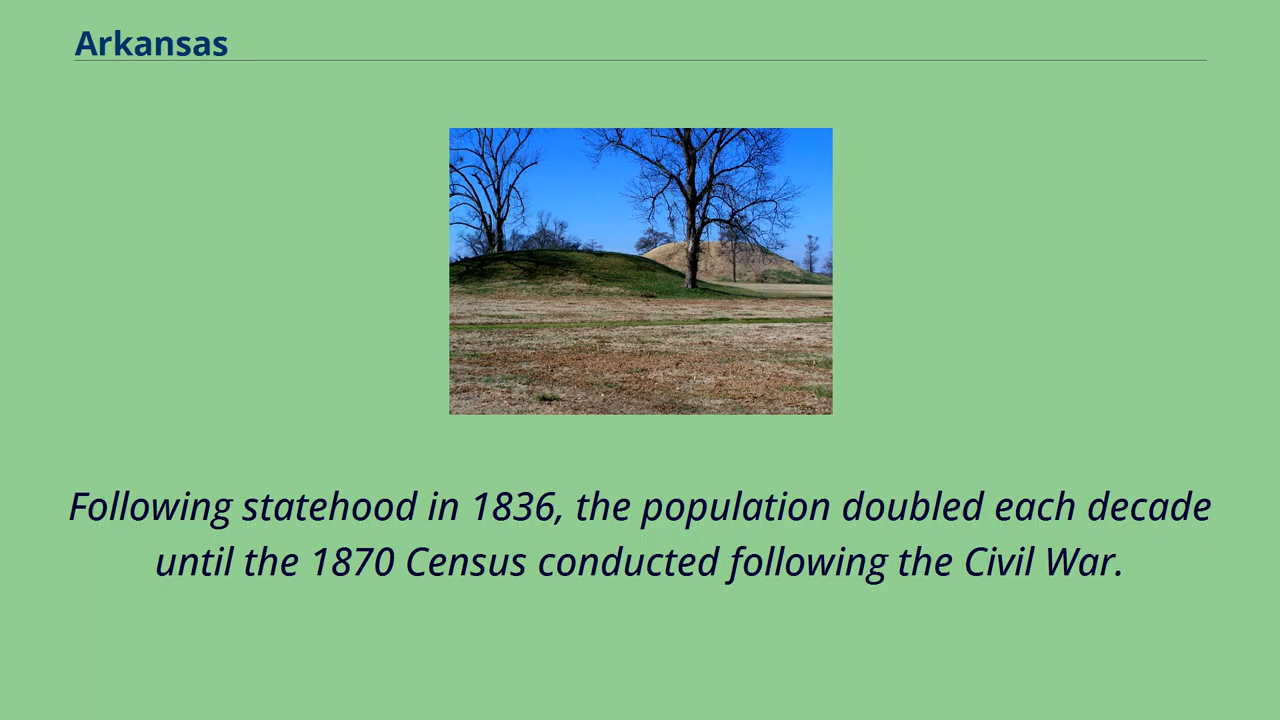 Arkansas
Following statehood in 1836, the population doubled each decade
until the 1870 Census conducted following the Civil War.